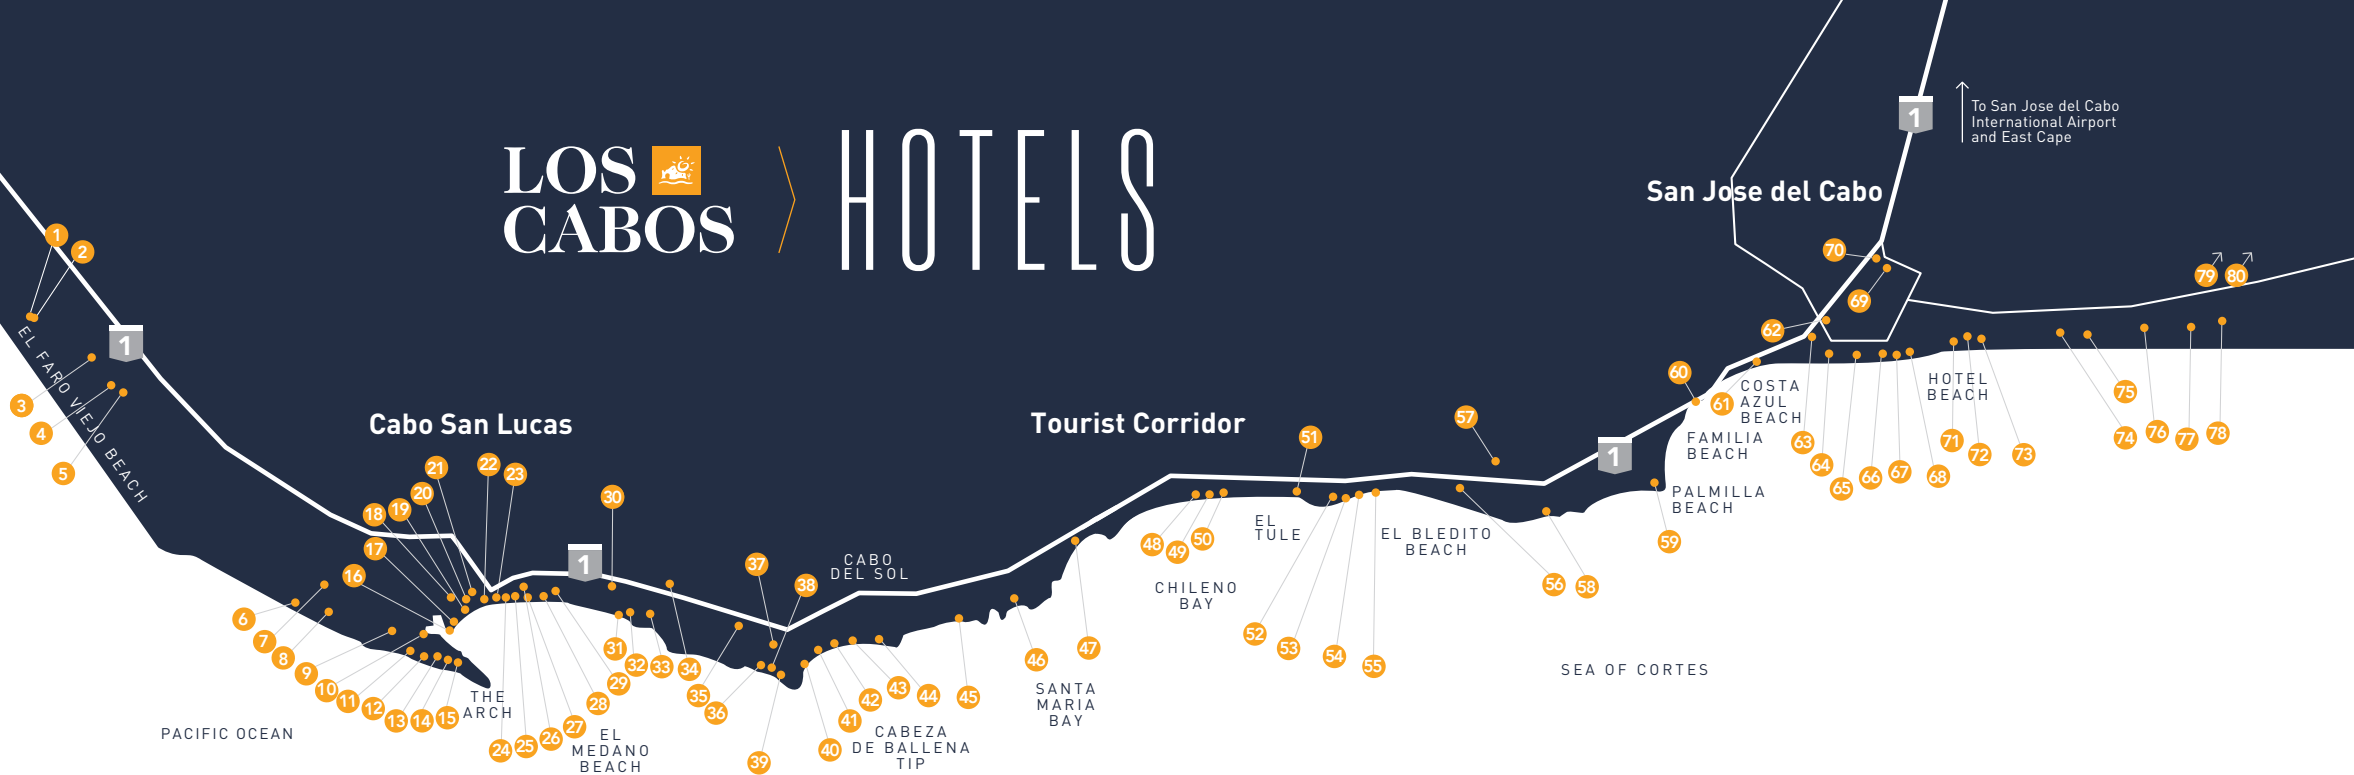 LOS
CABOS
HOTELS
1
To San Jose del Cabo
International Airport
and East Cape
San Jose del Cabo
70
69
62
79
80
1
2
1
EL FARO VIEJO BEACH
3
4
5
Cabo San Lucas
Tourist Corridor
21
22
23
20
19
18
17
16
30
1
37
38
CABO
DEL SOL
51
57
1
60
61
COSTA
AZUL
BEACH
FAMILIA
BEACH
PALMILLA
BEACH
HOTEL
BEACH
63
64
65
66
67
68
71
72
73
74
75
76
77
78
6
7
8
9
10
11
12
13
14
15
THE
ARCH
PACIFIC OCEAN
24
25
26
27
28
29
31
32
33
34
35
36
EL
MEDANO
BEACH
39
40
41
42
43
44
45
CABEZA
DE BALLENA
TIP
46
47
SANTA
MARIA
BAY
48
49
50
CHILENO
BAY
EL
TULE
52
53
54
55
EL BLEDITO
BEACH
56
58
59
SEA OF CORTES